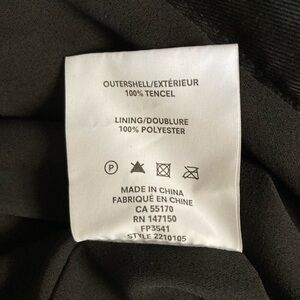 OUTERSHELL/EXTÉRIEUR
100% TENCEL
LINING/DOUBLURE
100% POLYESTER
P
MADE IN CHINA
FABRIQUÉ EN CHINE
CA 55170
RN 147150
FP3541
STYLE 2210105